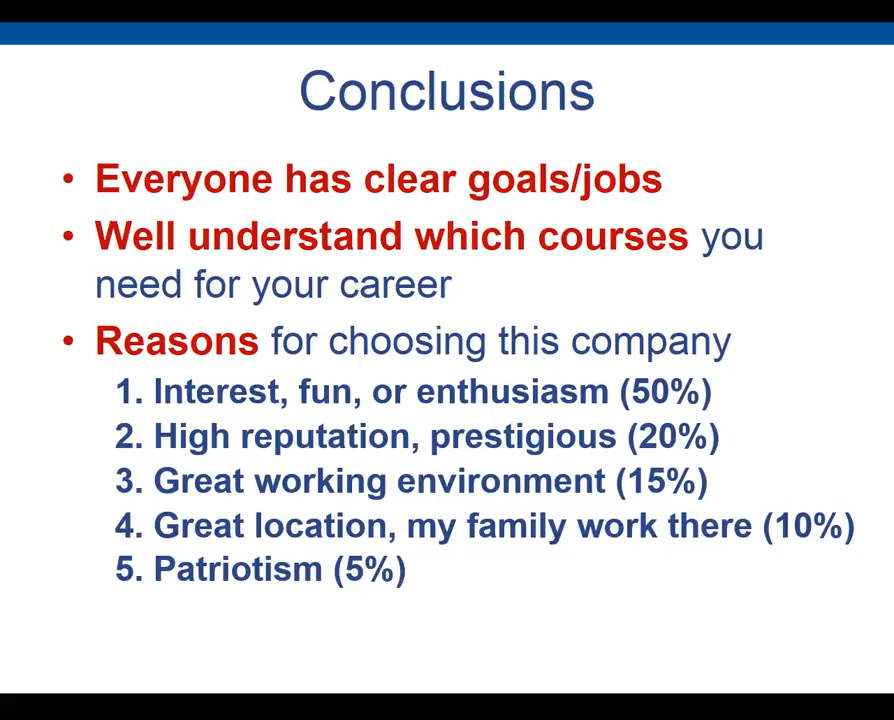 Conclusions
• Everyone has clear goals/jobs
• Well understand which courses you
need for your career
• Reasons for choosing this company
1. Interest, fun, or enthusiasm (50%)
2. High reputation, prestigious (20%)
3. Great working environment (15%)
4. Great location, my family work there (10%)
5. Patriotism (5%)